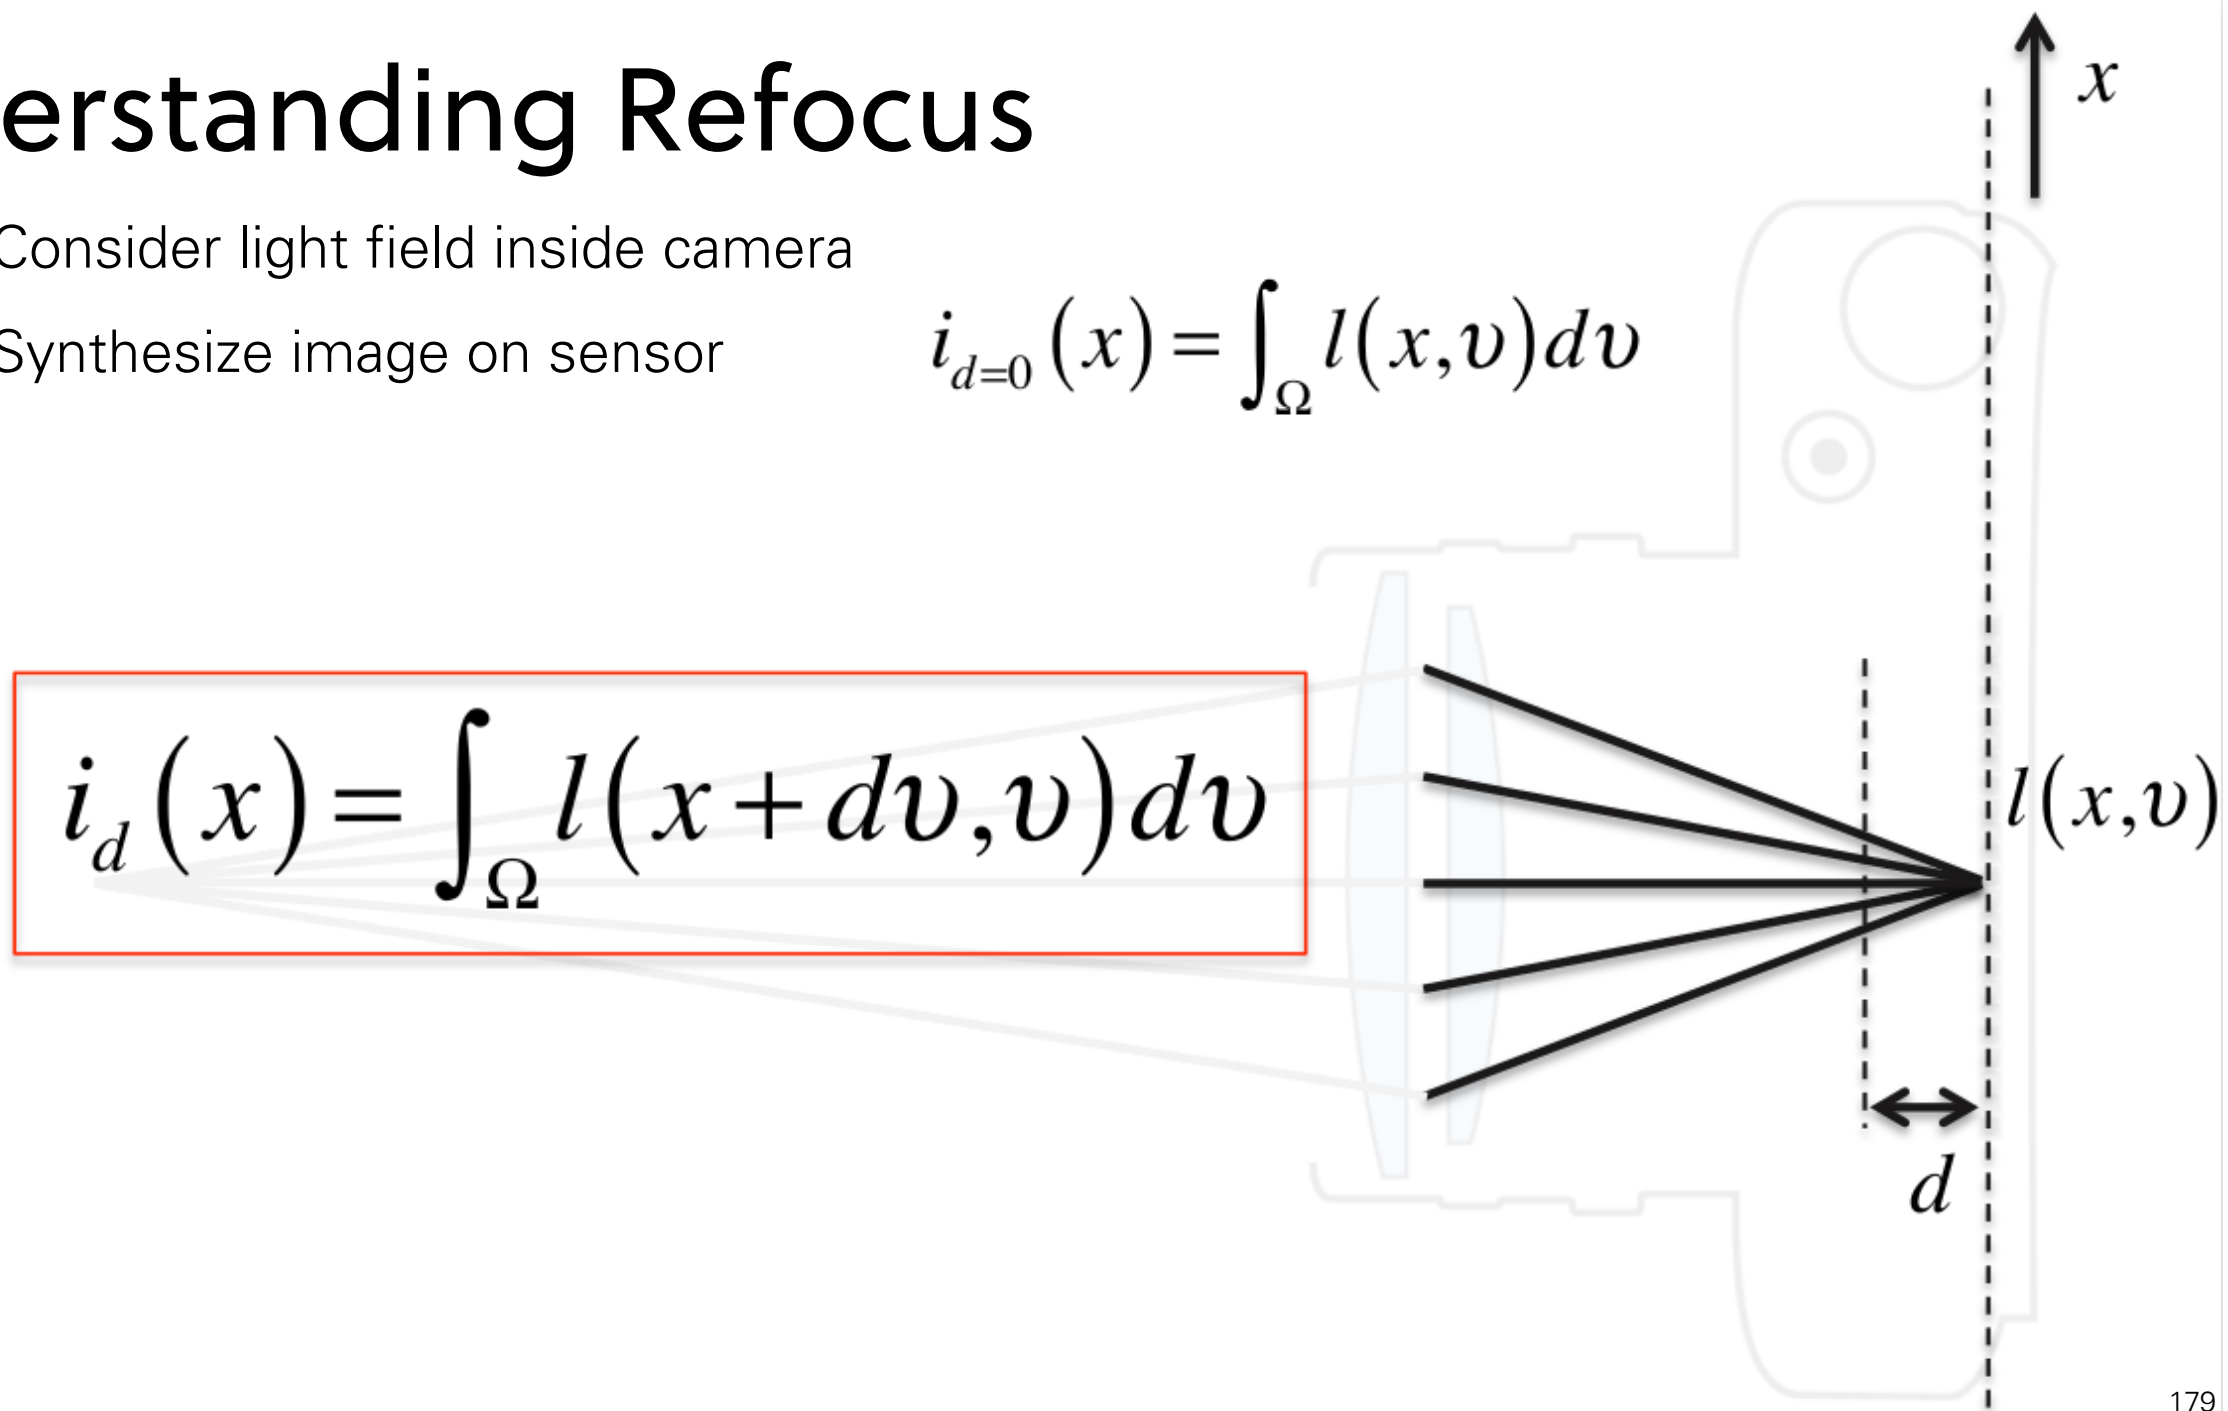 erstanding Refocus
Consider light field inside camera
Synthesize image on sensor
i_{d=0}(x) = ∫_Ω l(x,υ)dυ
i_d(x) = ∫_Ω l(x+dυ,υ)dυ
x
l(x,υ)
d
179